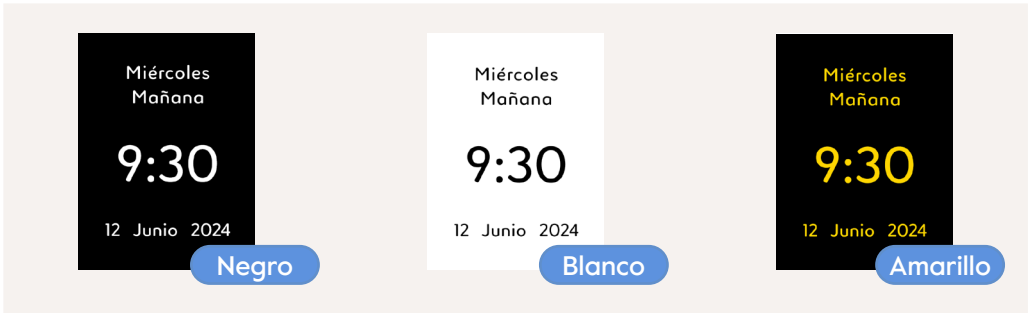 Miércoles
Mañana
9:30
12 Junio 2024
Negro
Miércoles
Mañana
9:30
12 Junio 2024
Blanco
Miércoles
Mañana
9:30
12 Junio 2024
Amarillo